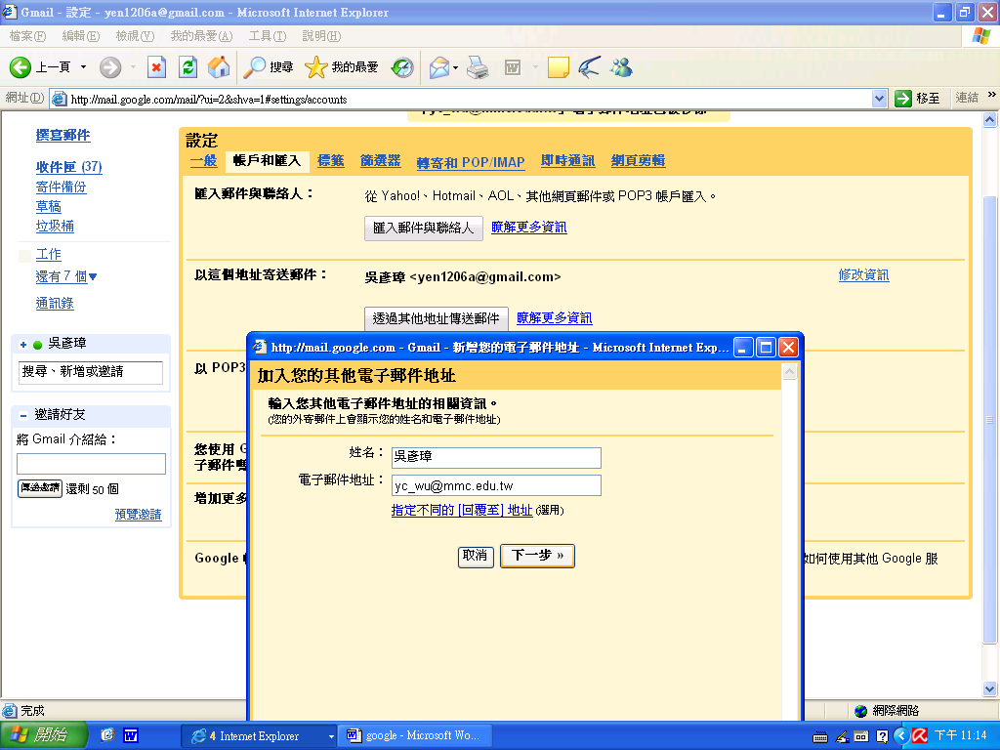 Gmail - 設定 - yen1206a@gmail.com - Microsoft Internet Explorer
檔案(F) 編輯(E) 檢視(V) 我的最愛(A) 工具(T) 說明(H)
上一頁 搜尋 我的最愛
網址(D) http://mail.google.com/mail/?ui=2&shva=1#settings/accounts 移至 連結 »
撰寫郵件
收件匣 (37)
寄件備份
草稿
垃圾桶
工作
還有 7 個▼
通訊錄
吳彥璋
搜尋、新增或邀請
邀請好友
將 Gmail 介紹給：
傳送邀請 還剩 50 個
預覽邀請
設定
一般 帳戶和匯入 標籤 篩選器 轉寄和 POP/IMAP 即時通訊 網頁剪輯
匯入郵件與聯絡人：
從 Yahoo!、Hotmail、AOL、其他網頁郵件或 POP3 帳戶匯入。
匯入郵件與聯絡人 瞭解更多資訊
以這個地址寄送郵件：
吳彥璋 <yen1206a@gmail.com> 修改資訊
透過其他地址傳送郵件 瞭解更多資訊
以 POP3
您使用 G
子郵件嗎
增加更多
Google
如何使用其他 Google 服
http://mail.google.com - Gmail - 新增您的電子郵件地址 - Microsoft Internet Exp...
加入您的其他電子郵件地址
輸入您其他電子郵件地址的相關資訊。
(您的外寄郵件上會顯示您的姓名和電子郵件地址)
姓名： 吳彥璋
電子郵件地址： yc_wu@mmc.edu.tw
指定不同的 [回覆至] 地址 (選用)
取消 下一步 »
完成 網際網路
開始 4 Internet Explorer google - Microsoft Wo... 下午 11:14